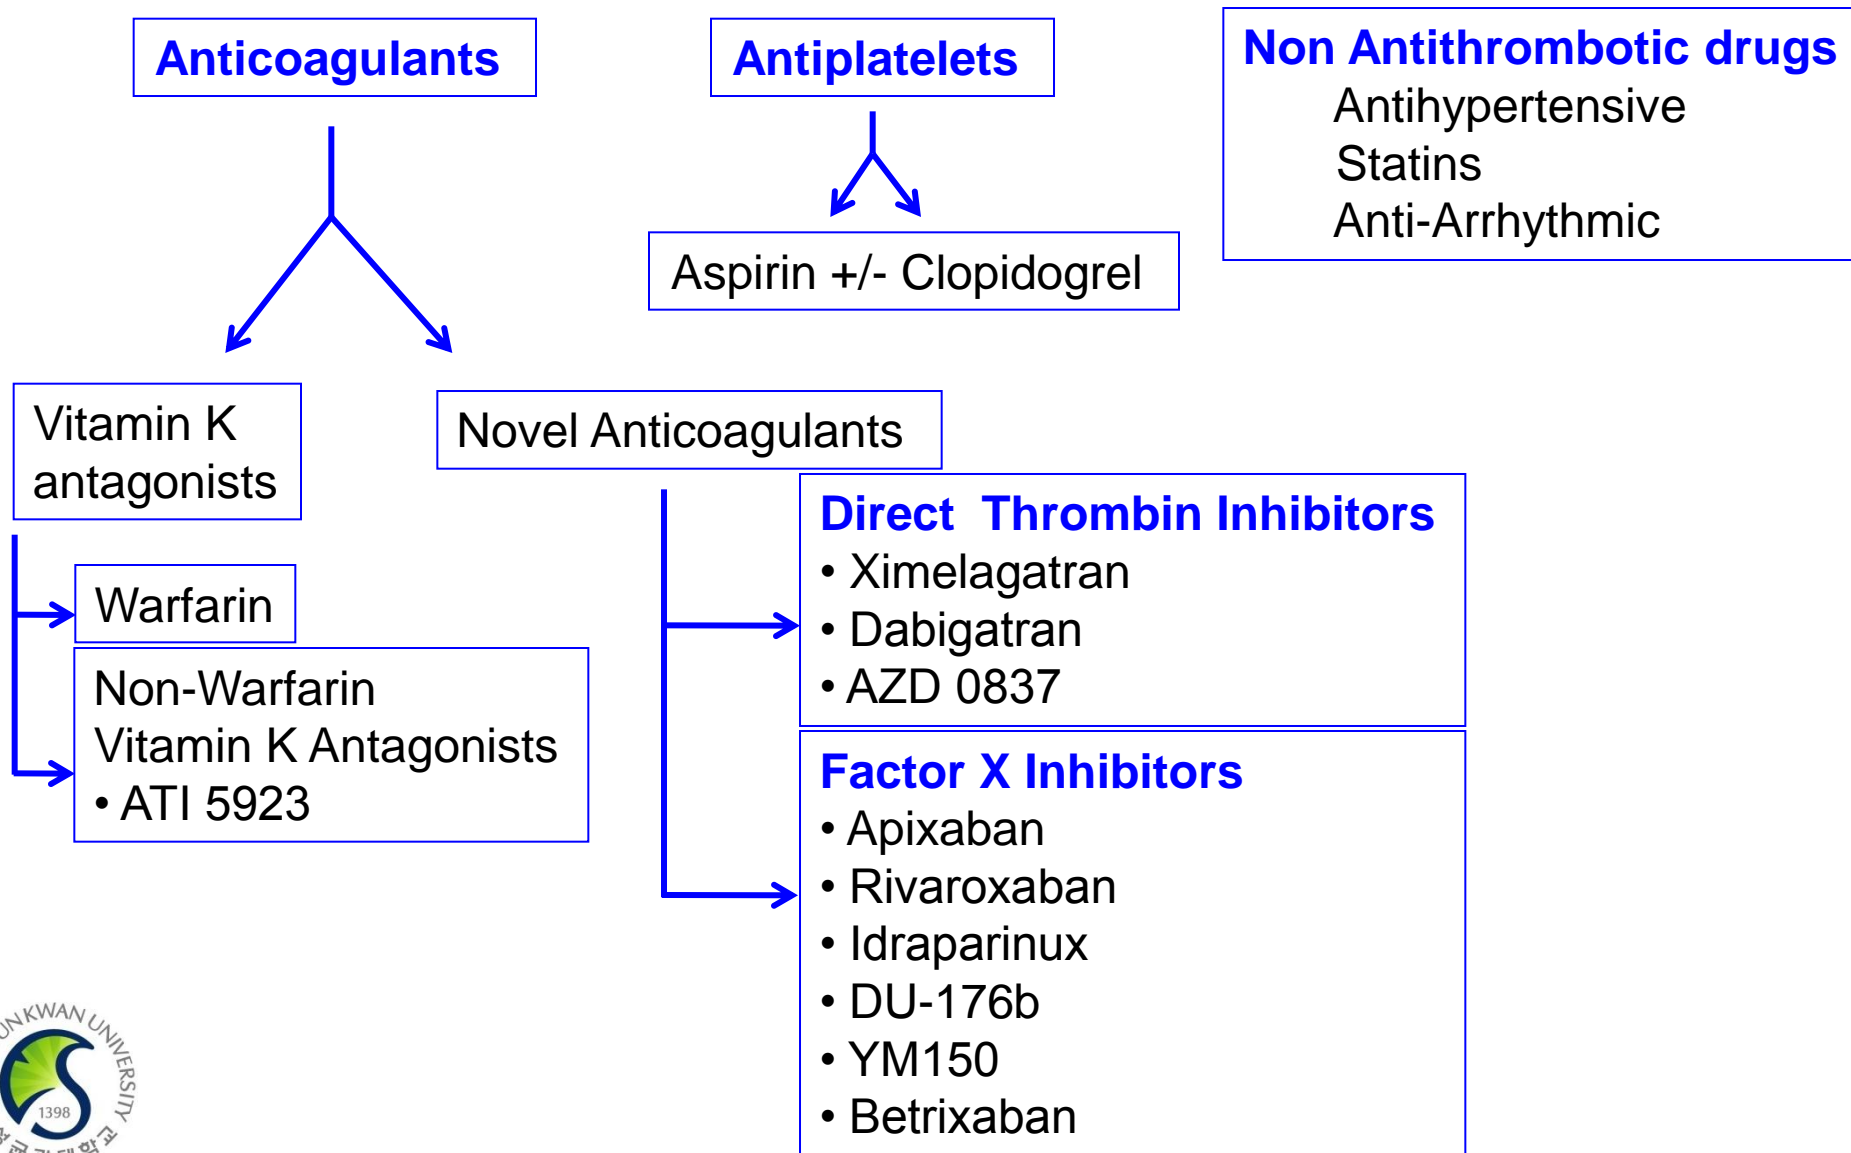 Anticoagulants
Antiplatelets
Non Antithrombotic drugs
Antihypertensive
Statins
Anti-Arrhythmic
Aspirin +/- Clopidogrel
Vitamin K
antagonists
Novel Anticoagulants
Warfarin
Non-Warfarin
Vitamin K Antagonists
• ATI 5923
Direct  Thrombin Inhibitors
• Ximelagatran
• Dabigatran
• AZD 0837
Factor X Inhibitors
• Apixaban
• Rivaroxaban
• Idraparinux
• DU-176b
• YM150
• Betrixaban
UNIVERSITY
1398